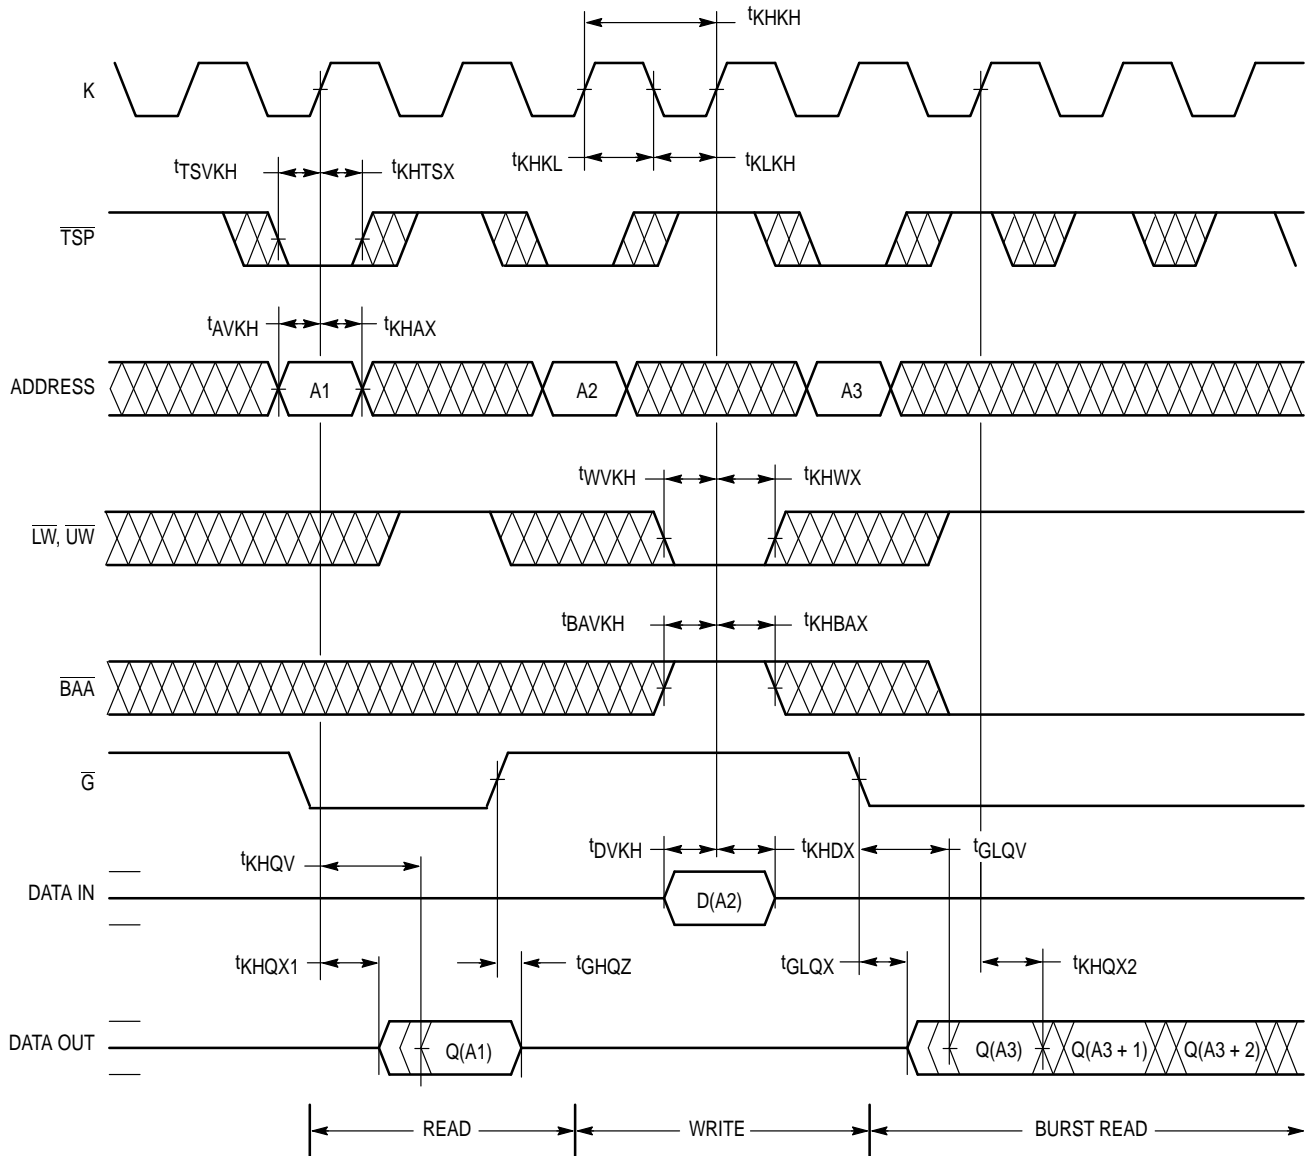 tKHKH
K
tTSVKH tKHTSX tKHKL tKLKH
TSP
tAVKH tKHAX
ADDRESS A1 A2 A3
tWVKH tKHWX
LW, UW
tBAVKH tKHBAX
BAA
G
tKHQV tDVKH tKHDX tGLQV
DATA IN D(A2)
tKHQX1 tGHQZ tGLQX tKHQX2
DATA OUT Q(A1) Q(A3) Q(A3 + 1) Q(A3 + 2)
READ WRITE BURST READ